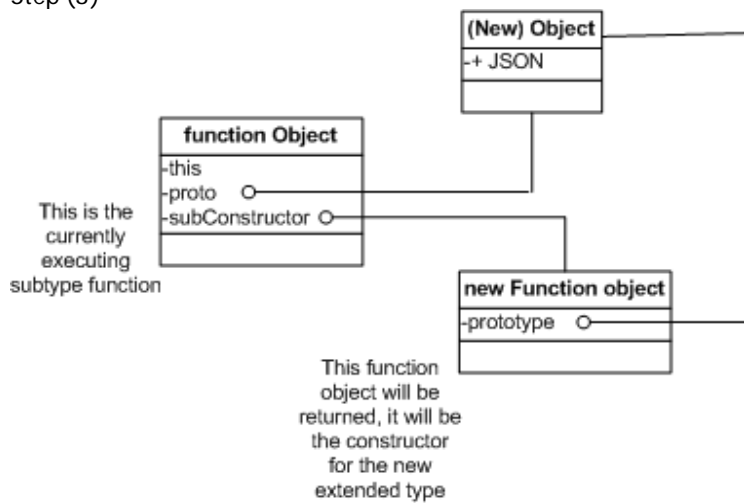 step (3)
(New) Object
-+ JSON
function Object
-this
-proto
-subConstructor
This is the
currently
executing
subtype function
new Function object
-prototype
This function
object will be
returned, it will be
the constructor
for the new
extended type